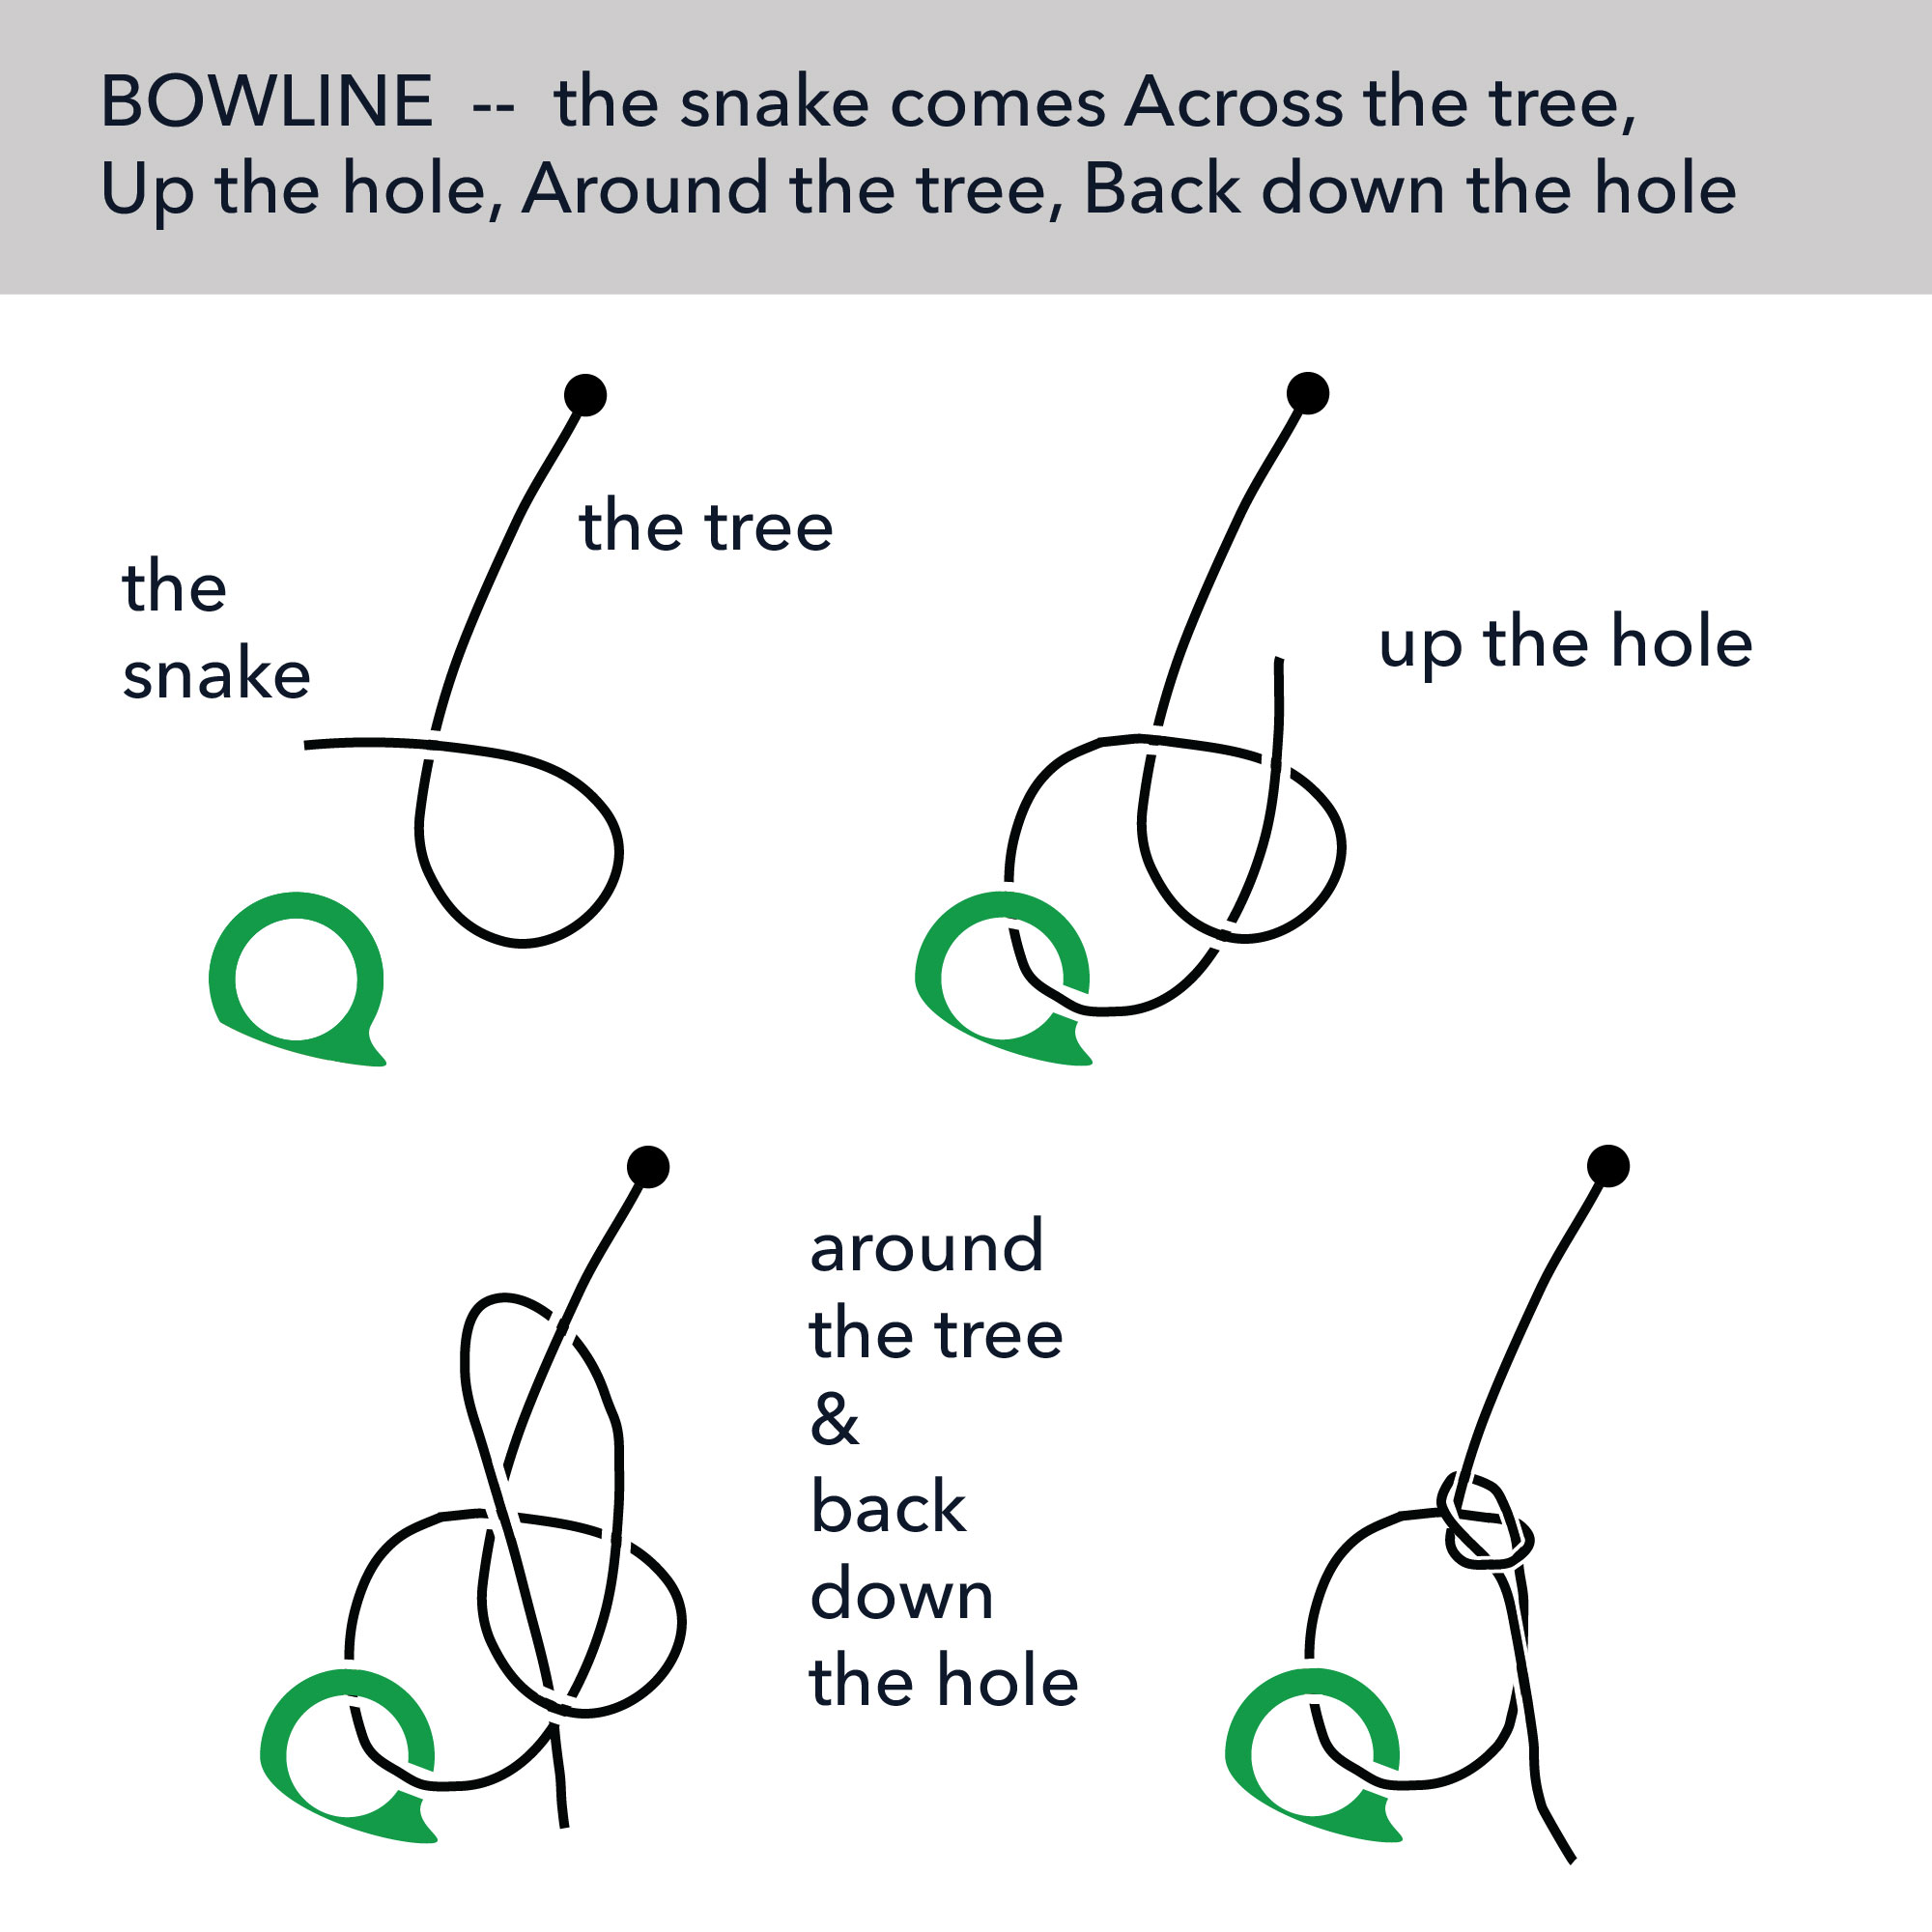 BOWLINE -- the snake comes Across the tree,
Up the hole, Around the tree, Back down the hole
the tree
the
snake
up the hole
around
the tree
&
back
down
the hole